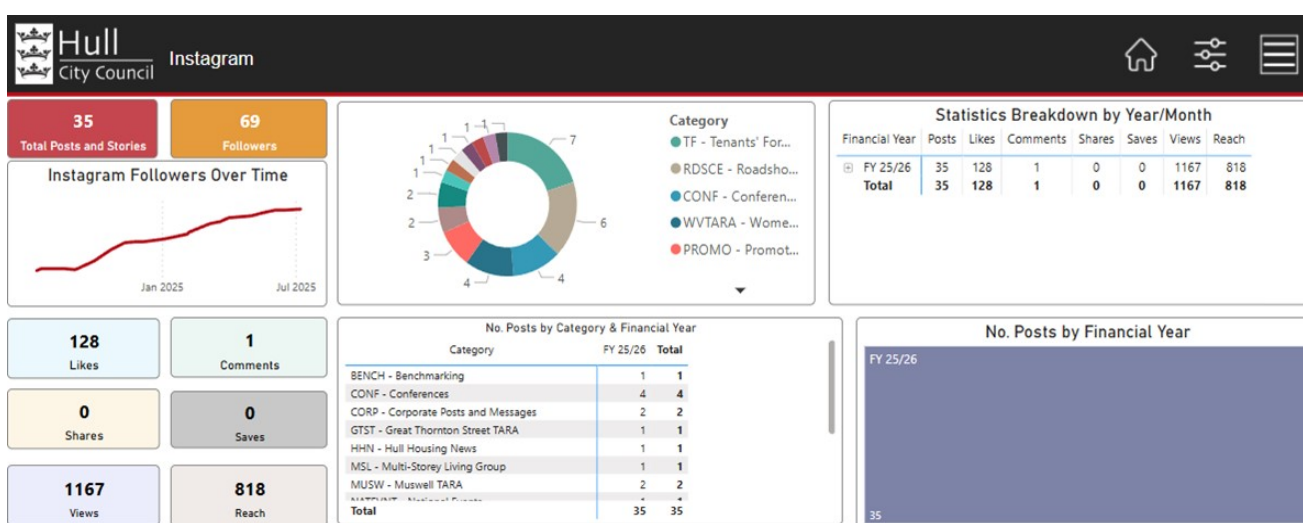 Hull
City Council
Instagram
35
Total Posts and Stories
69
Followers
Instagram Followers Over Time
Jan 2025
Jul 2025
7
6
4
4
3
2
2
1
1
1
1
1
1
Category
TF - Tenants' For...
RDSCE - Roadsho...
CONF - Conferen...
WVTARA - Wome...
PROMO - Promot...
Statistics Breakdown by Year/Month
Financial Year Posts Likes Comments Shares Saves Views Reach
FY 25/26 35 128 1 0 0 1167 818
Total 35 128 1 0 0 1167 818
128
Likes
1
Comments
0
Shares
0
Saves
1167
Views
818
Reach
No. Posts by Category & Financial Year
Category FY 25/26 Total
BENCH - Benchmarking 1 1
CONF - Conferences 4 4
CORP - Corporate Posts and Messages 2 2
GTST - Great Thornton Street TARA 1 1
HHN - Hull Housing News 1 1
MSL - Multi-Storey Living Group 1 1
MUSW - Muswell TARA 2 2
Total 35 35
No. Posts by Financial Year
FY 25/26
35